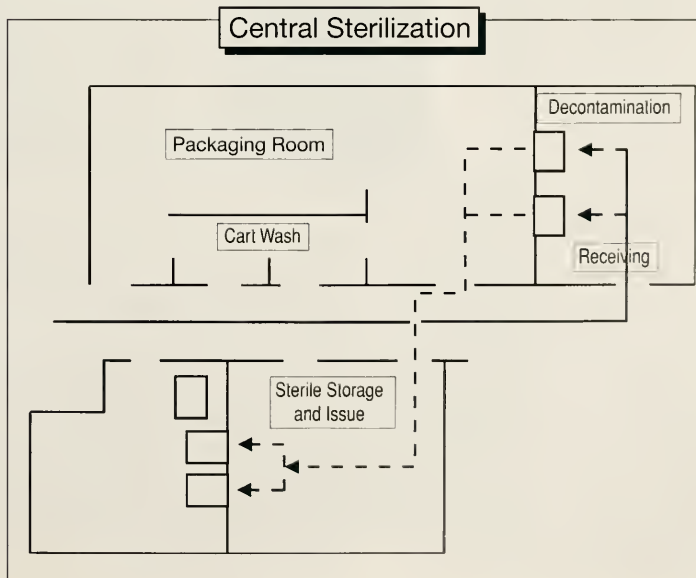 Central Sterilization
Decontamination
Packaging Room
Cart Wash
Receiving
Sterile Storage
and Issue